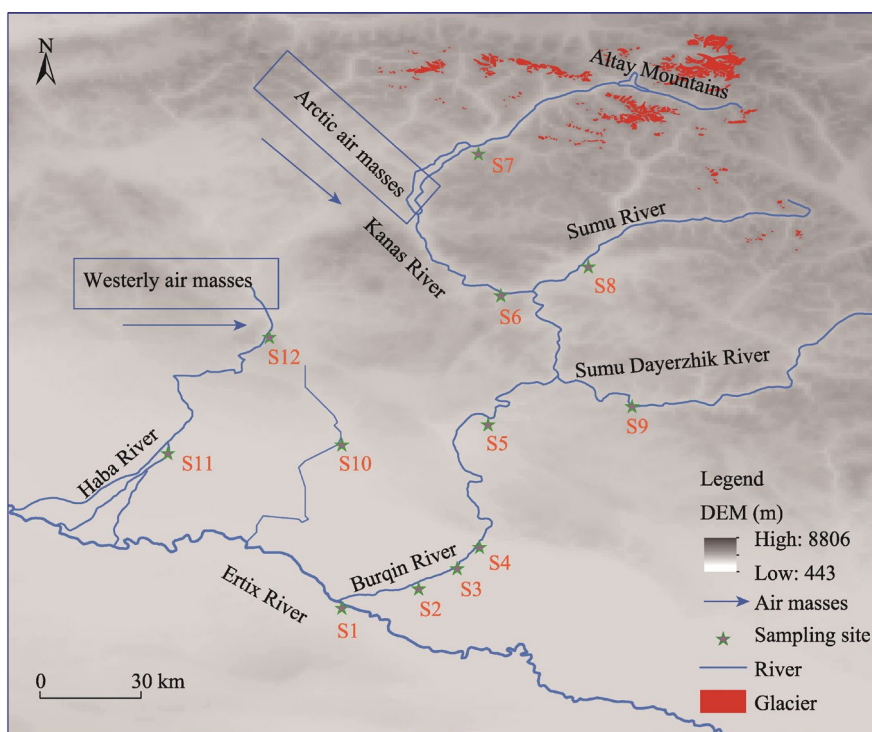 N
Altay Mountains
Arctic air masses
S7
Kanas River
Sumu River
S8
Westerly air masses
S6
S12
Sumu Dayerzhik River
S9
S5
Haba River
S11
S10
Legend
DEM (m)
High: 8806
Low: 443
Burqin River
S4
S3
S2
Ertix River
S1
Air masses
Sampling site
River
Glacier
0 30 km